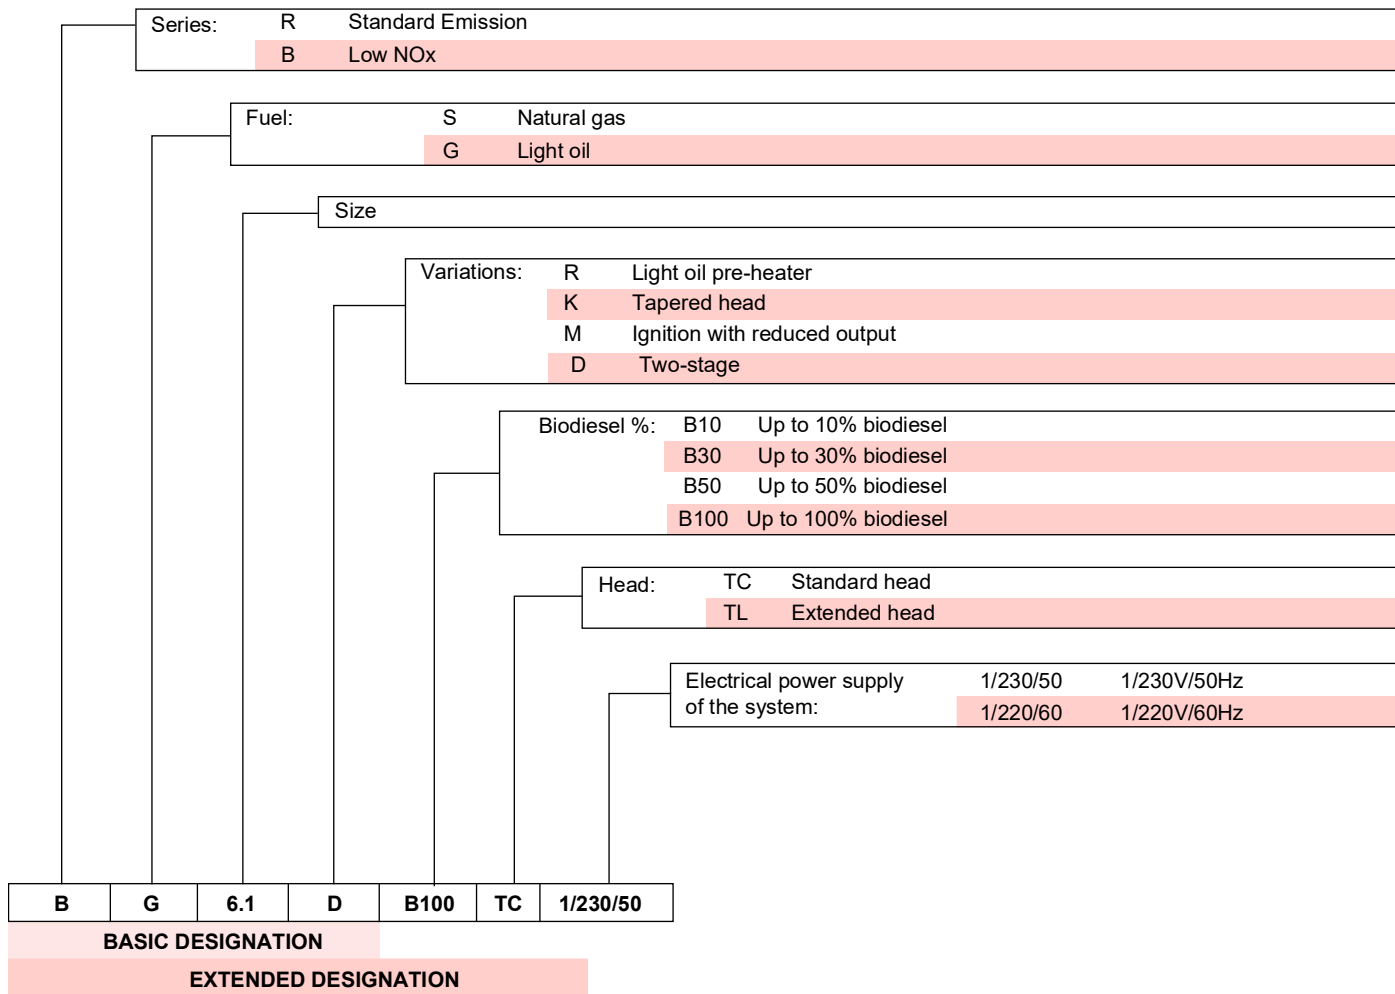 Series: R Standard Emission
B Low NOx
Fuel: S Natural gas
G Light oil
Size
Variations: R Light oil pre-heater
K Tapered head
M Ignition with reduced output
D Two-stage
Biodiesel %: B10 Up to 10% biodiesel
B30 Up to 30% biodiesel
B50 Up to 50% biodiesel
B100 Up to 100% biodiesel
Head: TC Standard head
TL Extended head
Electrical power supply 1/230/50 1/230V/50Hz
of the system: 1/220/60 1/220V/60Hz
B G 6.1 D B100 TC 1/230/50
BASIC DESIGNATION
EXTENDED DESIGNATION